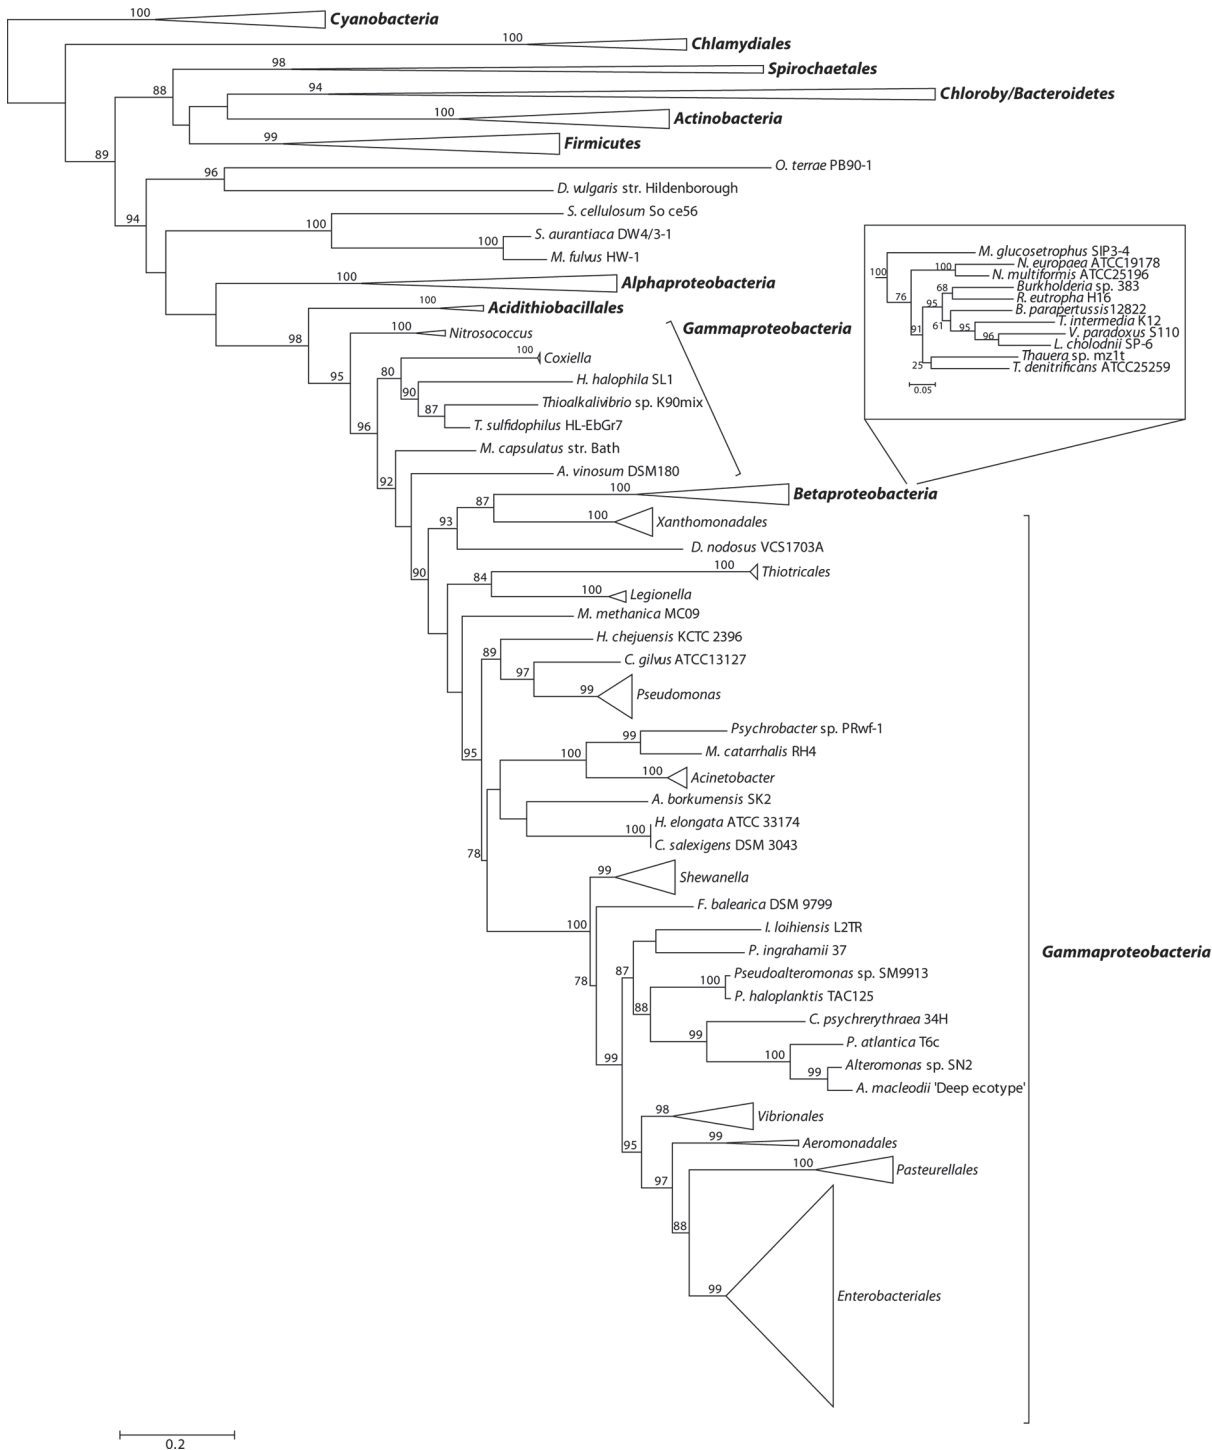 100 Cyanobacteria
100 Chlamydiales
98 Spirochaetales
88
94 Chloroby/Bacteroidetes
100 Actinobacteria
99 Firmicutes
89
96 O. terrae PB90-1
D. vulgaris str. Hildenborough
94
100 S. cellulosum So ce56
100 S. aurantiaca DW4/3-1
M. fulvus HW-1
100 Alphaproteobacteria
100 Acidithiobacillales
98
100 Nitrosococcus
Gammaproteobacteria
95
100 Coxiella
80
H. halophila SL1
90
Thioalkalivibrio sp. K90mix
87
T. sulfidophilus HL-EbGr7
96
M. capsulatus str. Bath
92
A. vinosum DSM180
100 Betaproteobacteria
87
100 Xanthomonadales
93
D. nodosus VCS1703A
90
100 Thiotricales
84
100 Legionella
M. methanica MC09
H. chejuensis KCTC 2396
89
C. gilvus ATCC13127
97
99 Pseudomonas
Psychrobacter sp. PRwf-1
99
M. catarrhalis RH4
95
100
100 Acinetobacter
A. borkumensis SK2
H. elongata ATCC 33174
100
C. salexigens DSM 3043
78
99 Shewanella
F. balearica DSM 9799
100
I. loihiensis L2TR
P. ingrahamii 37
87
Pseudoalteromonas sp. SM9913
100
P. haloplanktis TAC125
78
88
C. psychrerythraea 34H
99
P. atlantica T6c
100
Alteromonas sp. SN2
99
A. macleodii 'Deep ecotype'
99
98 Vibrionales
95
99 Aeromonadales
100 Pasteurellales
97
88
99 Enterobacteriales
Gammaproteobacteria
0.2
M. glucosetrophus SIP3-4
100
N. europaea ATCC19178
100
N. multiformis ATCC25196
76
Burkholderia sp. 383
68
R. eutropha H16
95
B. parapertussis12822
61
T. intermedia K12
95
V. paradoxus S110
96
L. cholodnii SP-6
91
Thauera sp. mz1t
25
T. denitrificans ATCC25259
0.05